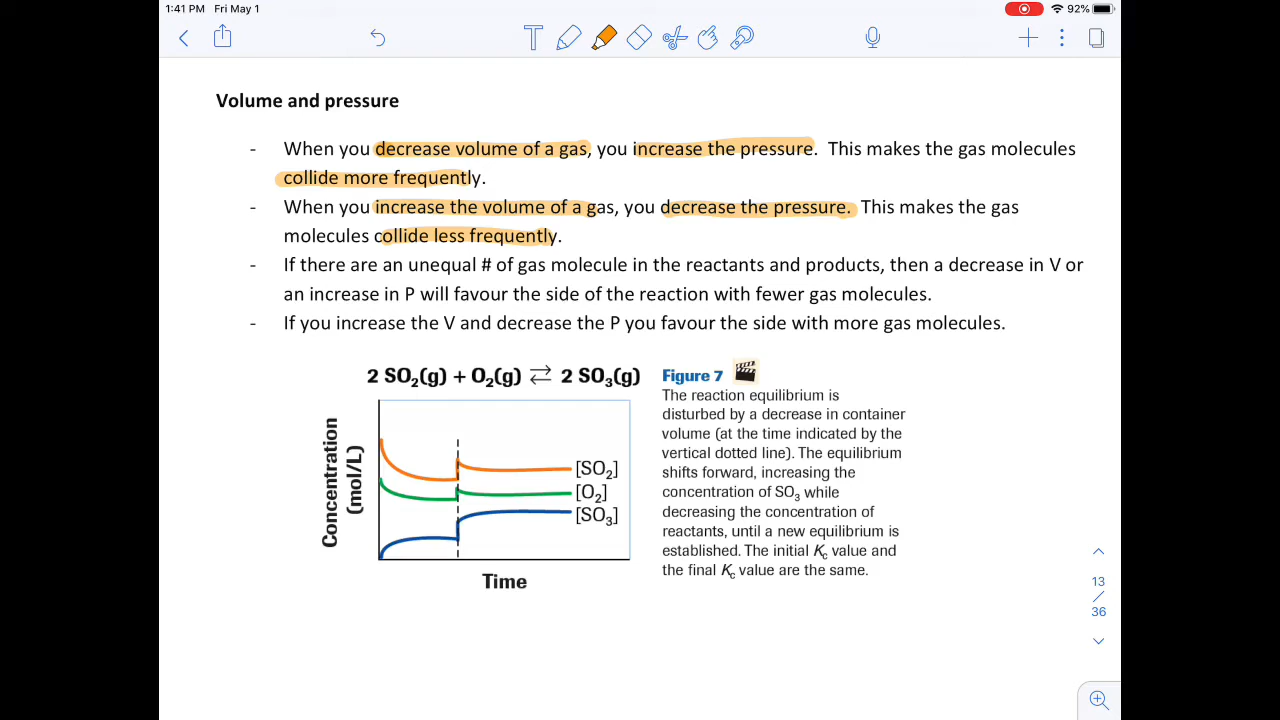 1:41 PM Fri May 1
92%
Volume and pressure
- When you decrease volume of a gas, you increase the pressure. This makes the gas molecules
collide more frequently.
- When you increase the volume of a gas, you decrease the pressure. This makes the gas
molecules collide less frequently.
- If there are an unequal # of gas molecule in the reactants and products, then a decrease in V or
an increase in P will favour the side of the reaction with fewer gas molecules.
- If you increase the V and decrease the P you favour the side with more gas molecules.
2 SO₂(g) + O₂(g) ⇄ 2 SO₃(g)
Concentration
(mol/L)
[SO₂]
[O₂]
[SO₃]
Time
Figure 7
The reaction equilibrium is
disturbed by a decrease in container
volume (at the time indicated by the
vertical dotted line). The equilibrium
shifts forward, increasing the
concentration of SO₃ while
decreasing the concentration of
reactants, until a new equilibrium is
established. The initial Kc value and
the final Kc value are the same.
13
/
36